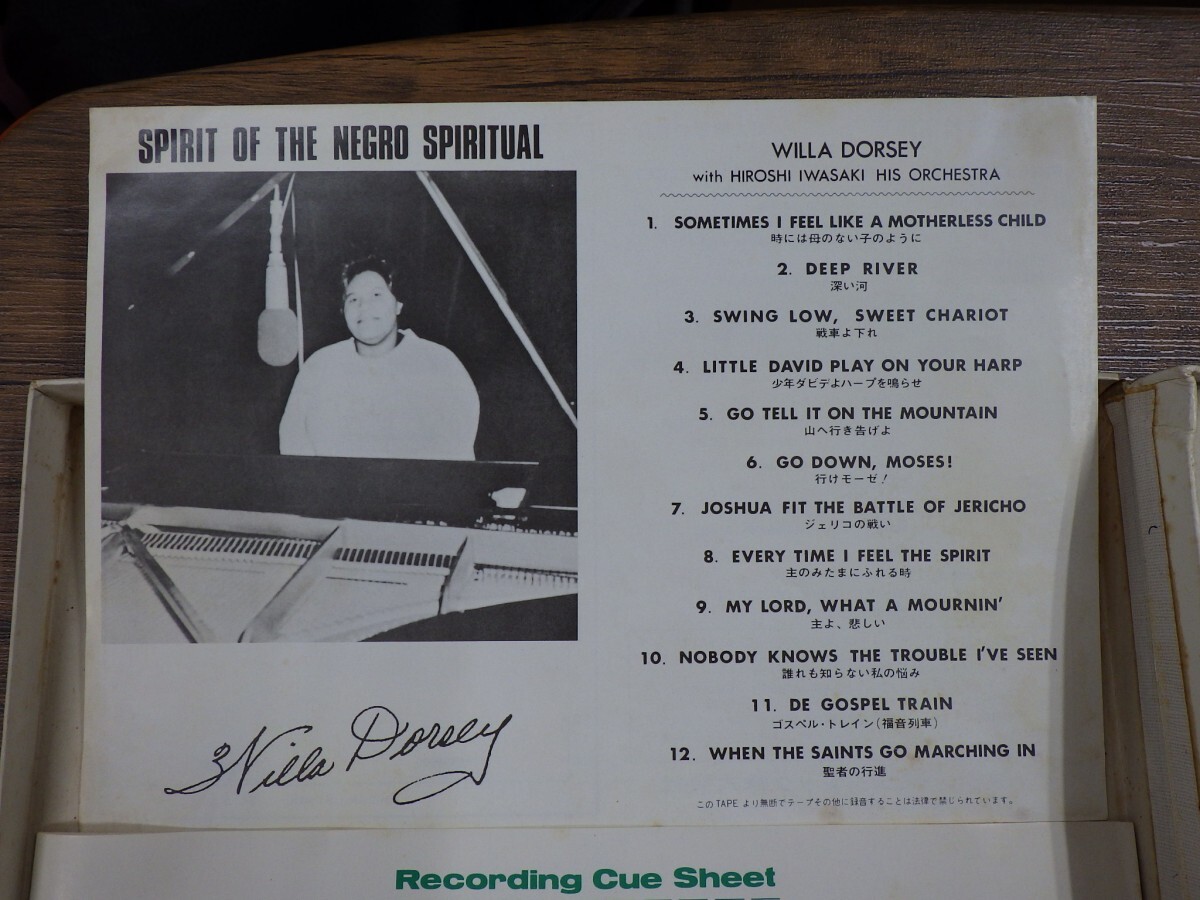 SPIRIT OF THE NEGRO SPIRITUAL
Willa Dorsey
WILLA DORSEY
with HIROSHI IWASAKI HIS ORCHESTRA
1. SOMETIMES I FEEL LIKE A MOTHERLESS CHILD
時には母のない子のように
2. DEEP RIVER
深い河
3. SWING LOW, SWEET CHARIOT
戦車よ下れ
4. LITTLE DAVID PLAY ON YOUR HARP
少年ダビデよハープを鳴らせ
5. GO TELL IT ON THE MOUNTAIN
山へ行き告げよ
6. GO DOWN, MOSES!
行けモーゼ!
7. JOSHUA FIT THE BATTLE OF JERICHO
ジェリコの戦い
8. EVERY TIME I FEEL THE SPIRIT
主のみたまにふれる時
9. MY LORD, WHAT A MOURNIN'
主よ、悲しい
10. NOBODY KNOWS THE TROUBLE I'VE SEEN
誰れも知らない私の悩み
11. DE GOSPEL TRAIN
ゴスペル・トレイン(福音列車)
12. WHEN THE SAINTS GO MARCHING IN
聖者の行進
このTAPEより無断でテープその他に録音することは法律で禁じられています。
Recording Cue Sheet